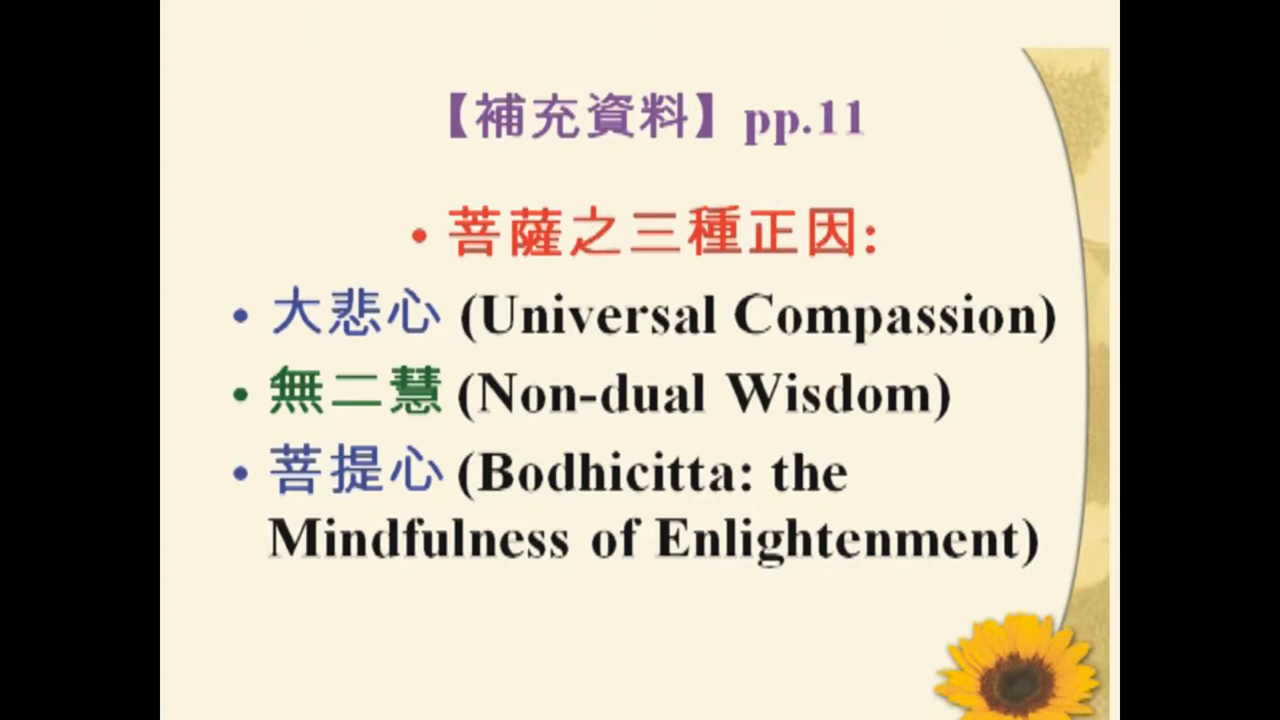 【補充資料】pp.11
• 菩薩之三種正因:
• 大悲心 (Universal Compassion)
• 無二慧 (Non-dual Wisdom)
• 菩提心 (Bodhicitta: the
Mindfulness of Enlightenment)